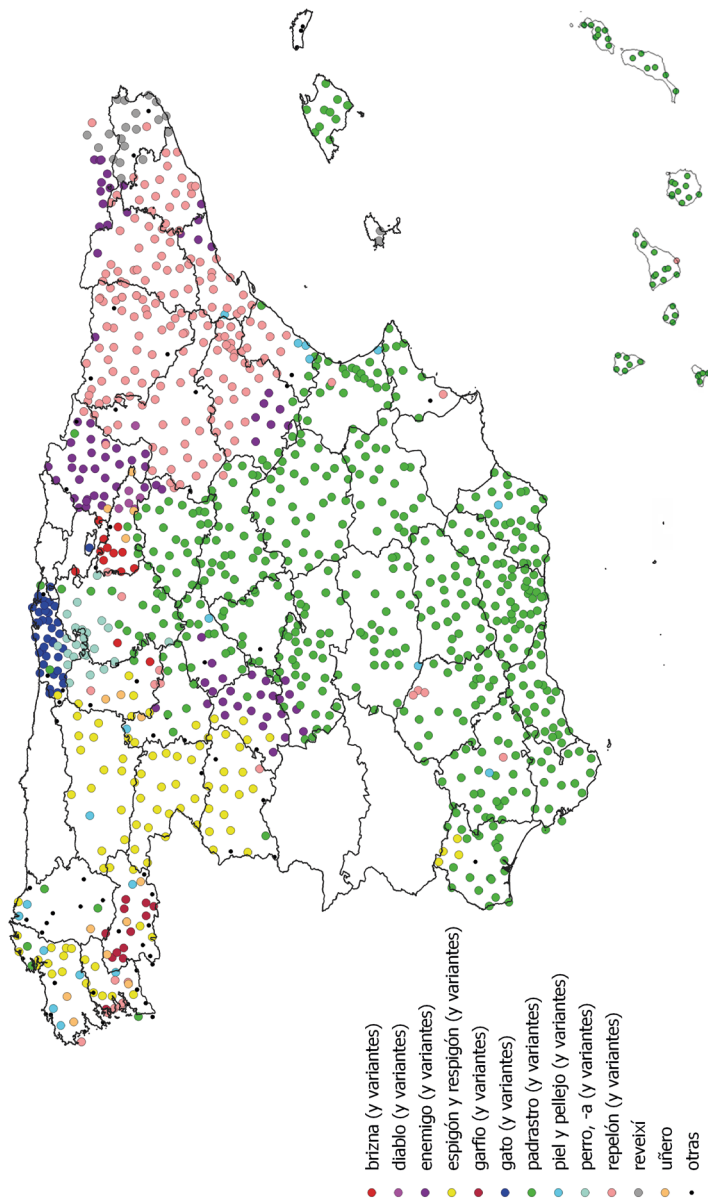 brizna (y variantes)
diablo (y variantes)
enemigo (y variantes)
espigón y respigón (y variantes)
garfio (y variantes)
gato (y variantes)
padrastro (y variantes)
piel y pellejo (y variantes)
perro, -a (y variantes)
repelón (y variantes)
reveixí
uñero
otras